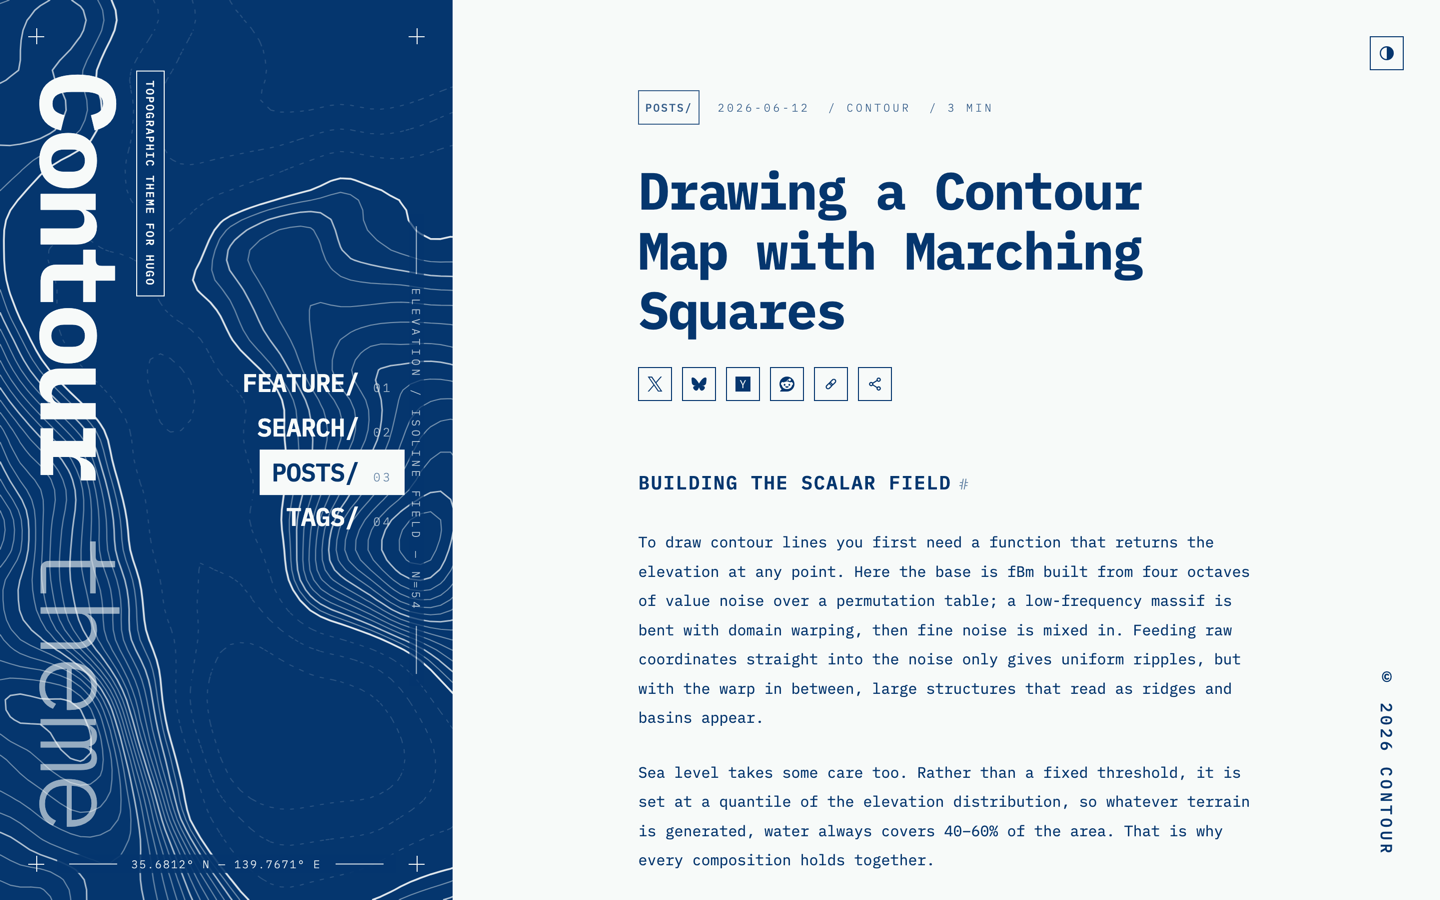 Contour theme
TOPOGRAPHIC THEME FOR HUGO
FEATURE/ 01
SEARCH/ 02
POSTS/ 03
TAGS/ 04
ELEVATION / ISOLINE FIELD — N=54
35.6812° N — 139.7671° E
POSTS/ 2026-06-12 / CONTOUR / 3 MIN
Drawing a Contour
Map with Marching
Squares
BUILDING THE SCALAR FIELD #
To draw contour lines you first need a function that returns the
elevation at any point. Here the base is fBm built from four octaves
of value noise over a permutation table; a low-frequency massif is
bent with domain warping, then fine noise is mixed in. Feeding raw
coordinates straight into the noise only gives uniform ripples, but
with the warp in between, large structures that read as ridges and
basins appear.
Sea level takes some care too. Rather than a fixed threshold, it is
set at a quantile of the elevation distribution, so whatever terrain
is generated, water always covers 40–60% of the area. That is why
every composition holds together.
© 2026 CONTOUR